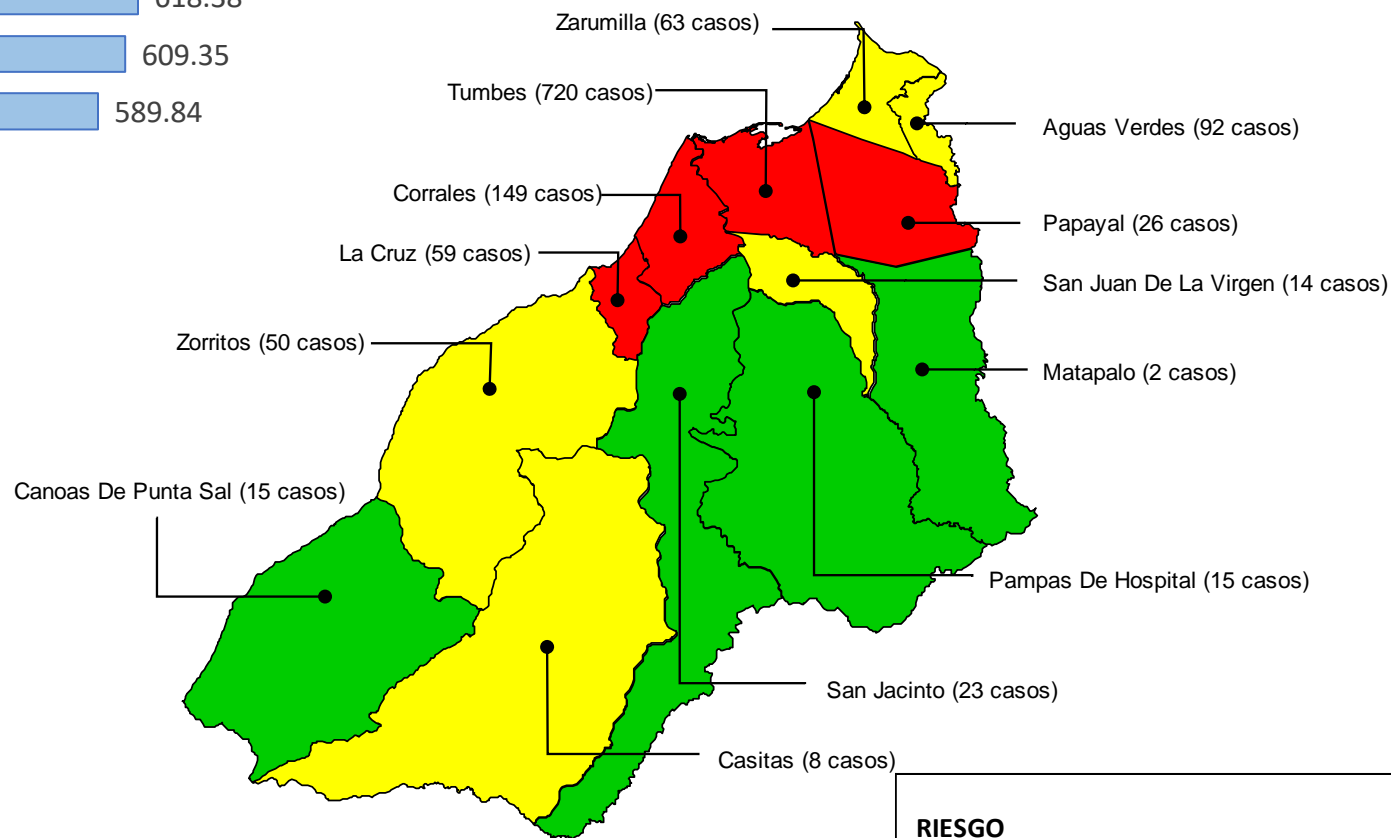 609.35
589.84
Zarumilla (63 casos)
Tumbes (720 casos)
Aguas Verdes (92 casos)
Corrales (149 casos)
Papayal (26 casos)
La Cruz (59 casos)
San Juan De La Virgen (14 casos)
Zorritos (50 casos)
Matapalo (2 casos)
Canoas De Punta Sal (15 casos)
Pampas De Hospital (15 casos)
San Jacinto (23 casos)
Casitas (8 casos)
RIESGO